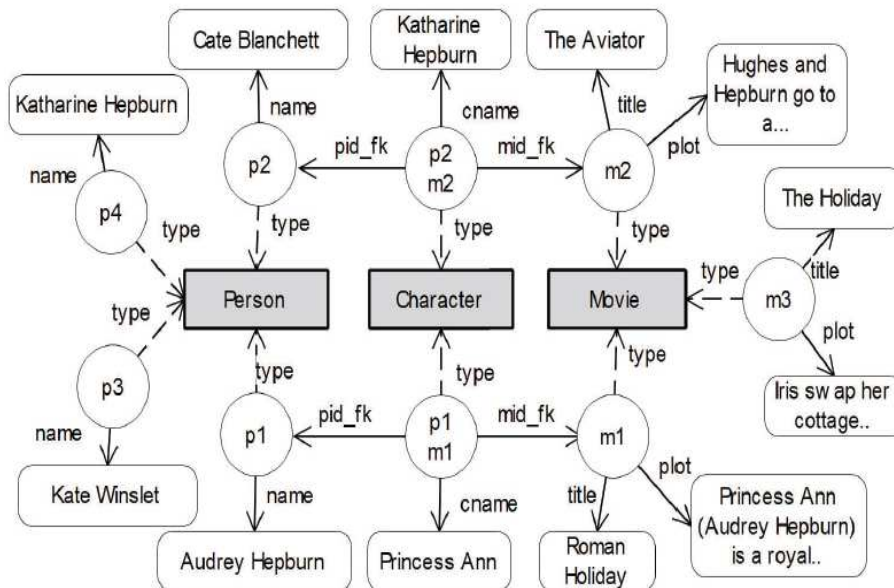 Cate Blanchett
Katharine
Hepburn
The Aviator
Hughes and
Hepburn go to
a...
Katharine Hepburn
name
cname
title
plot
name
p2
pid_fk
p2
m2
mid_fk
m2
p4
type
type
type
type
The Holiday
title
Person
Character
Movie
type
m3
type
plot
p3
type
type
type
Iris sw ap her
cottage..
name
p1
pid_fk
p1
m1
mid_fk
m1
Kate Winslet
name
cname
title
plot
Audrey Hepburn
Princess Ann
Roman
Holiday
Princess Ann
(Audrey Hepburn)
is a royal..